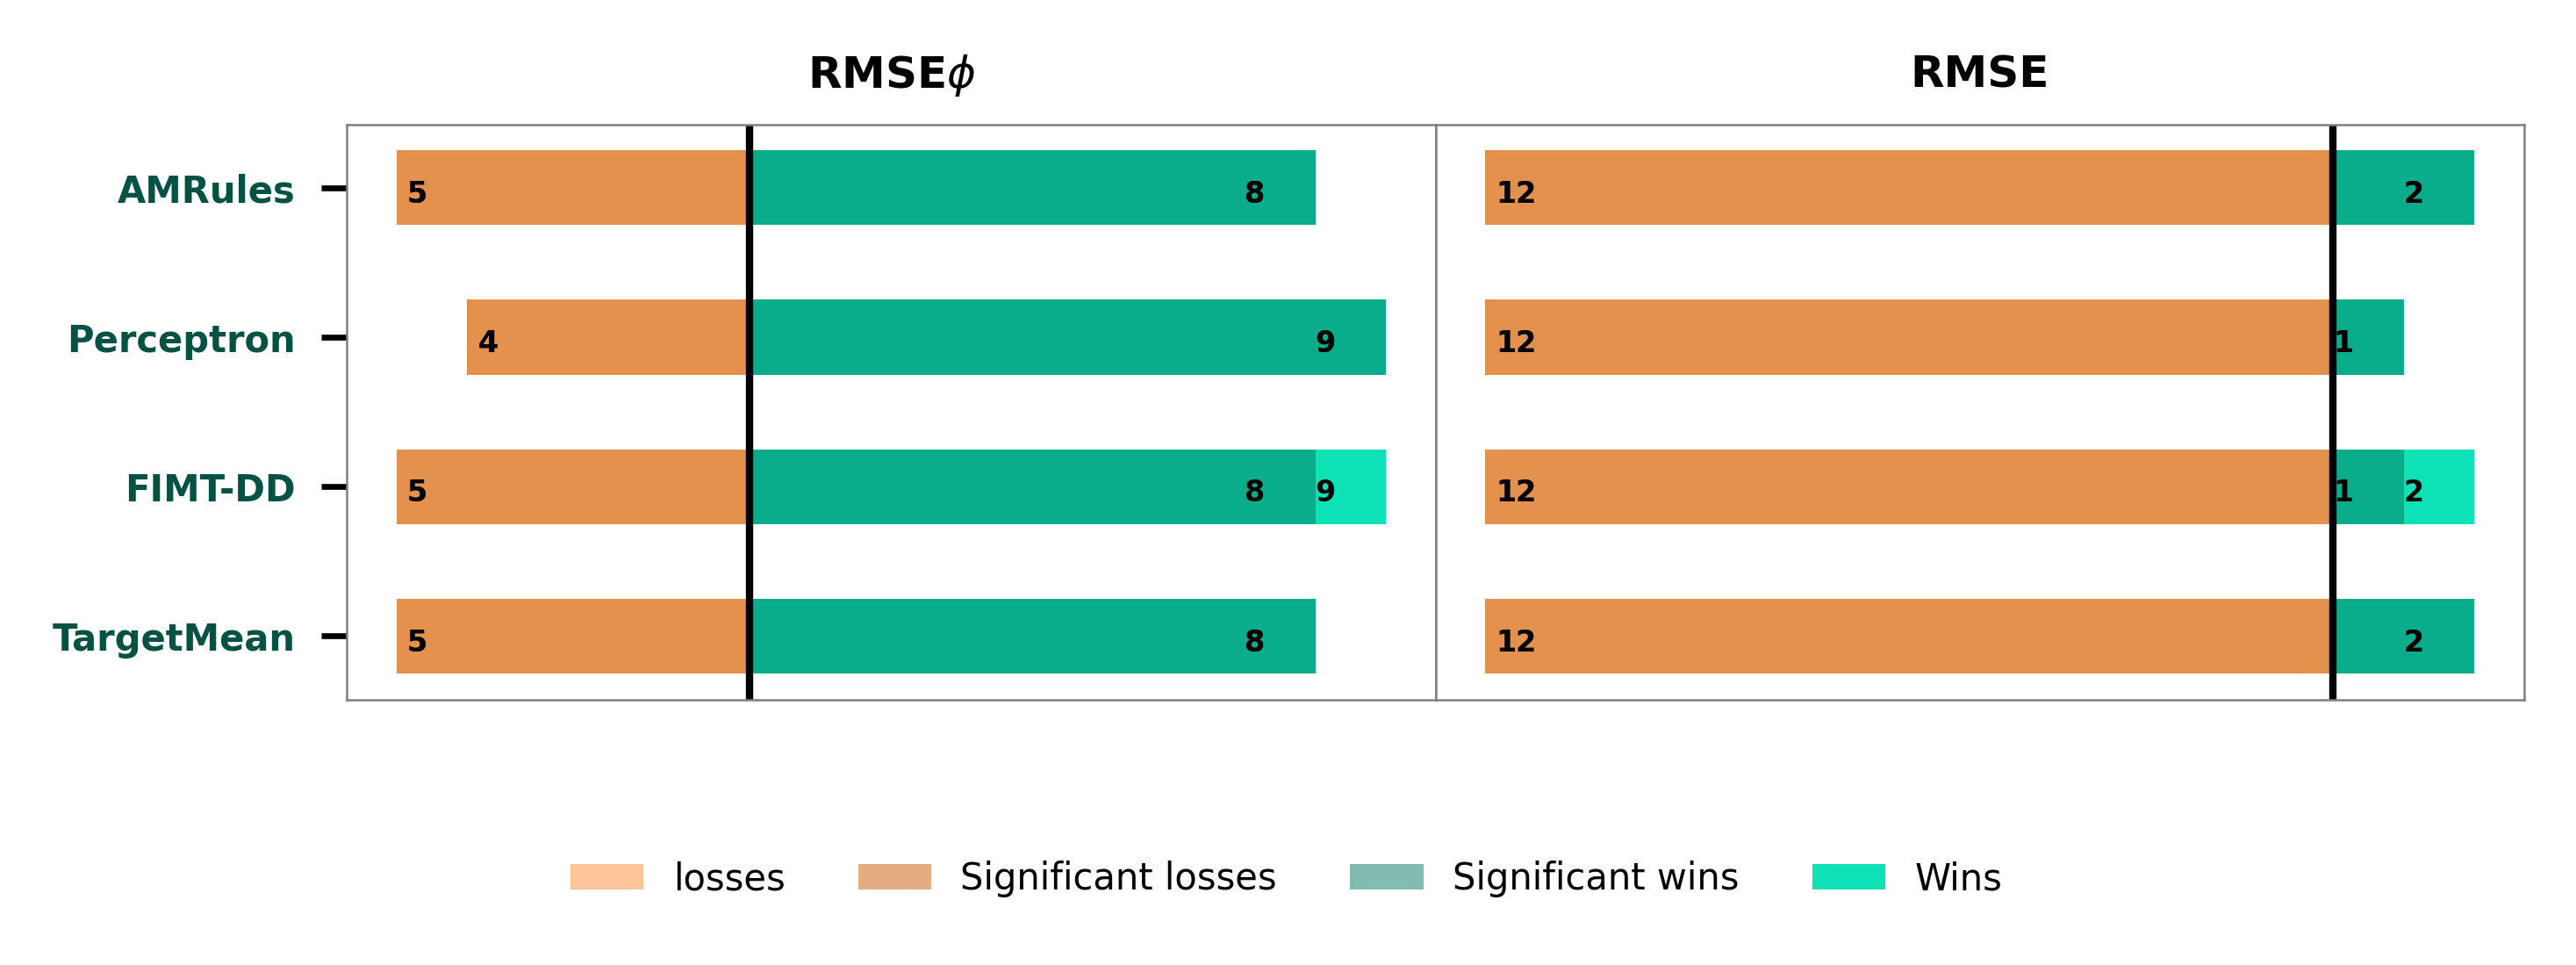 RMSEϕ RMSE
AMRules 5 8 12 2
Perceptron 4 9 12 1
FIMT-DD 5 8 9 12 1 2
TargetMean 5 8 12 2
losses Significant losses Significant wins Wins